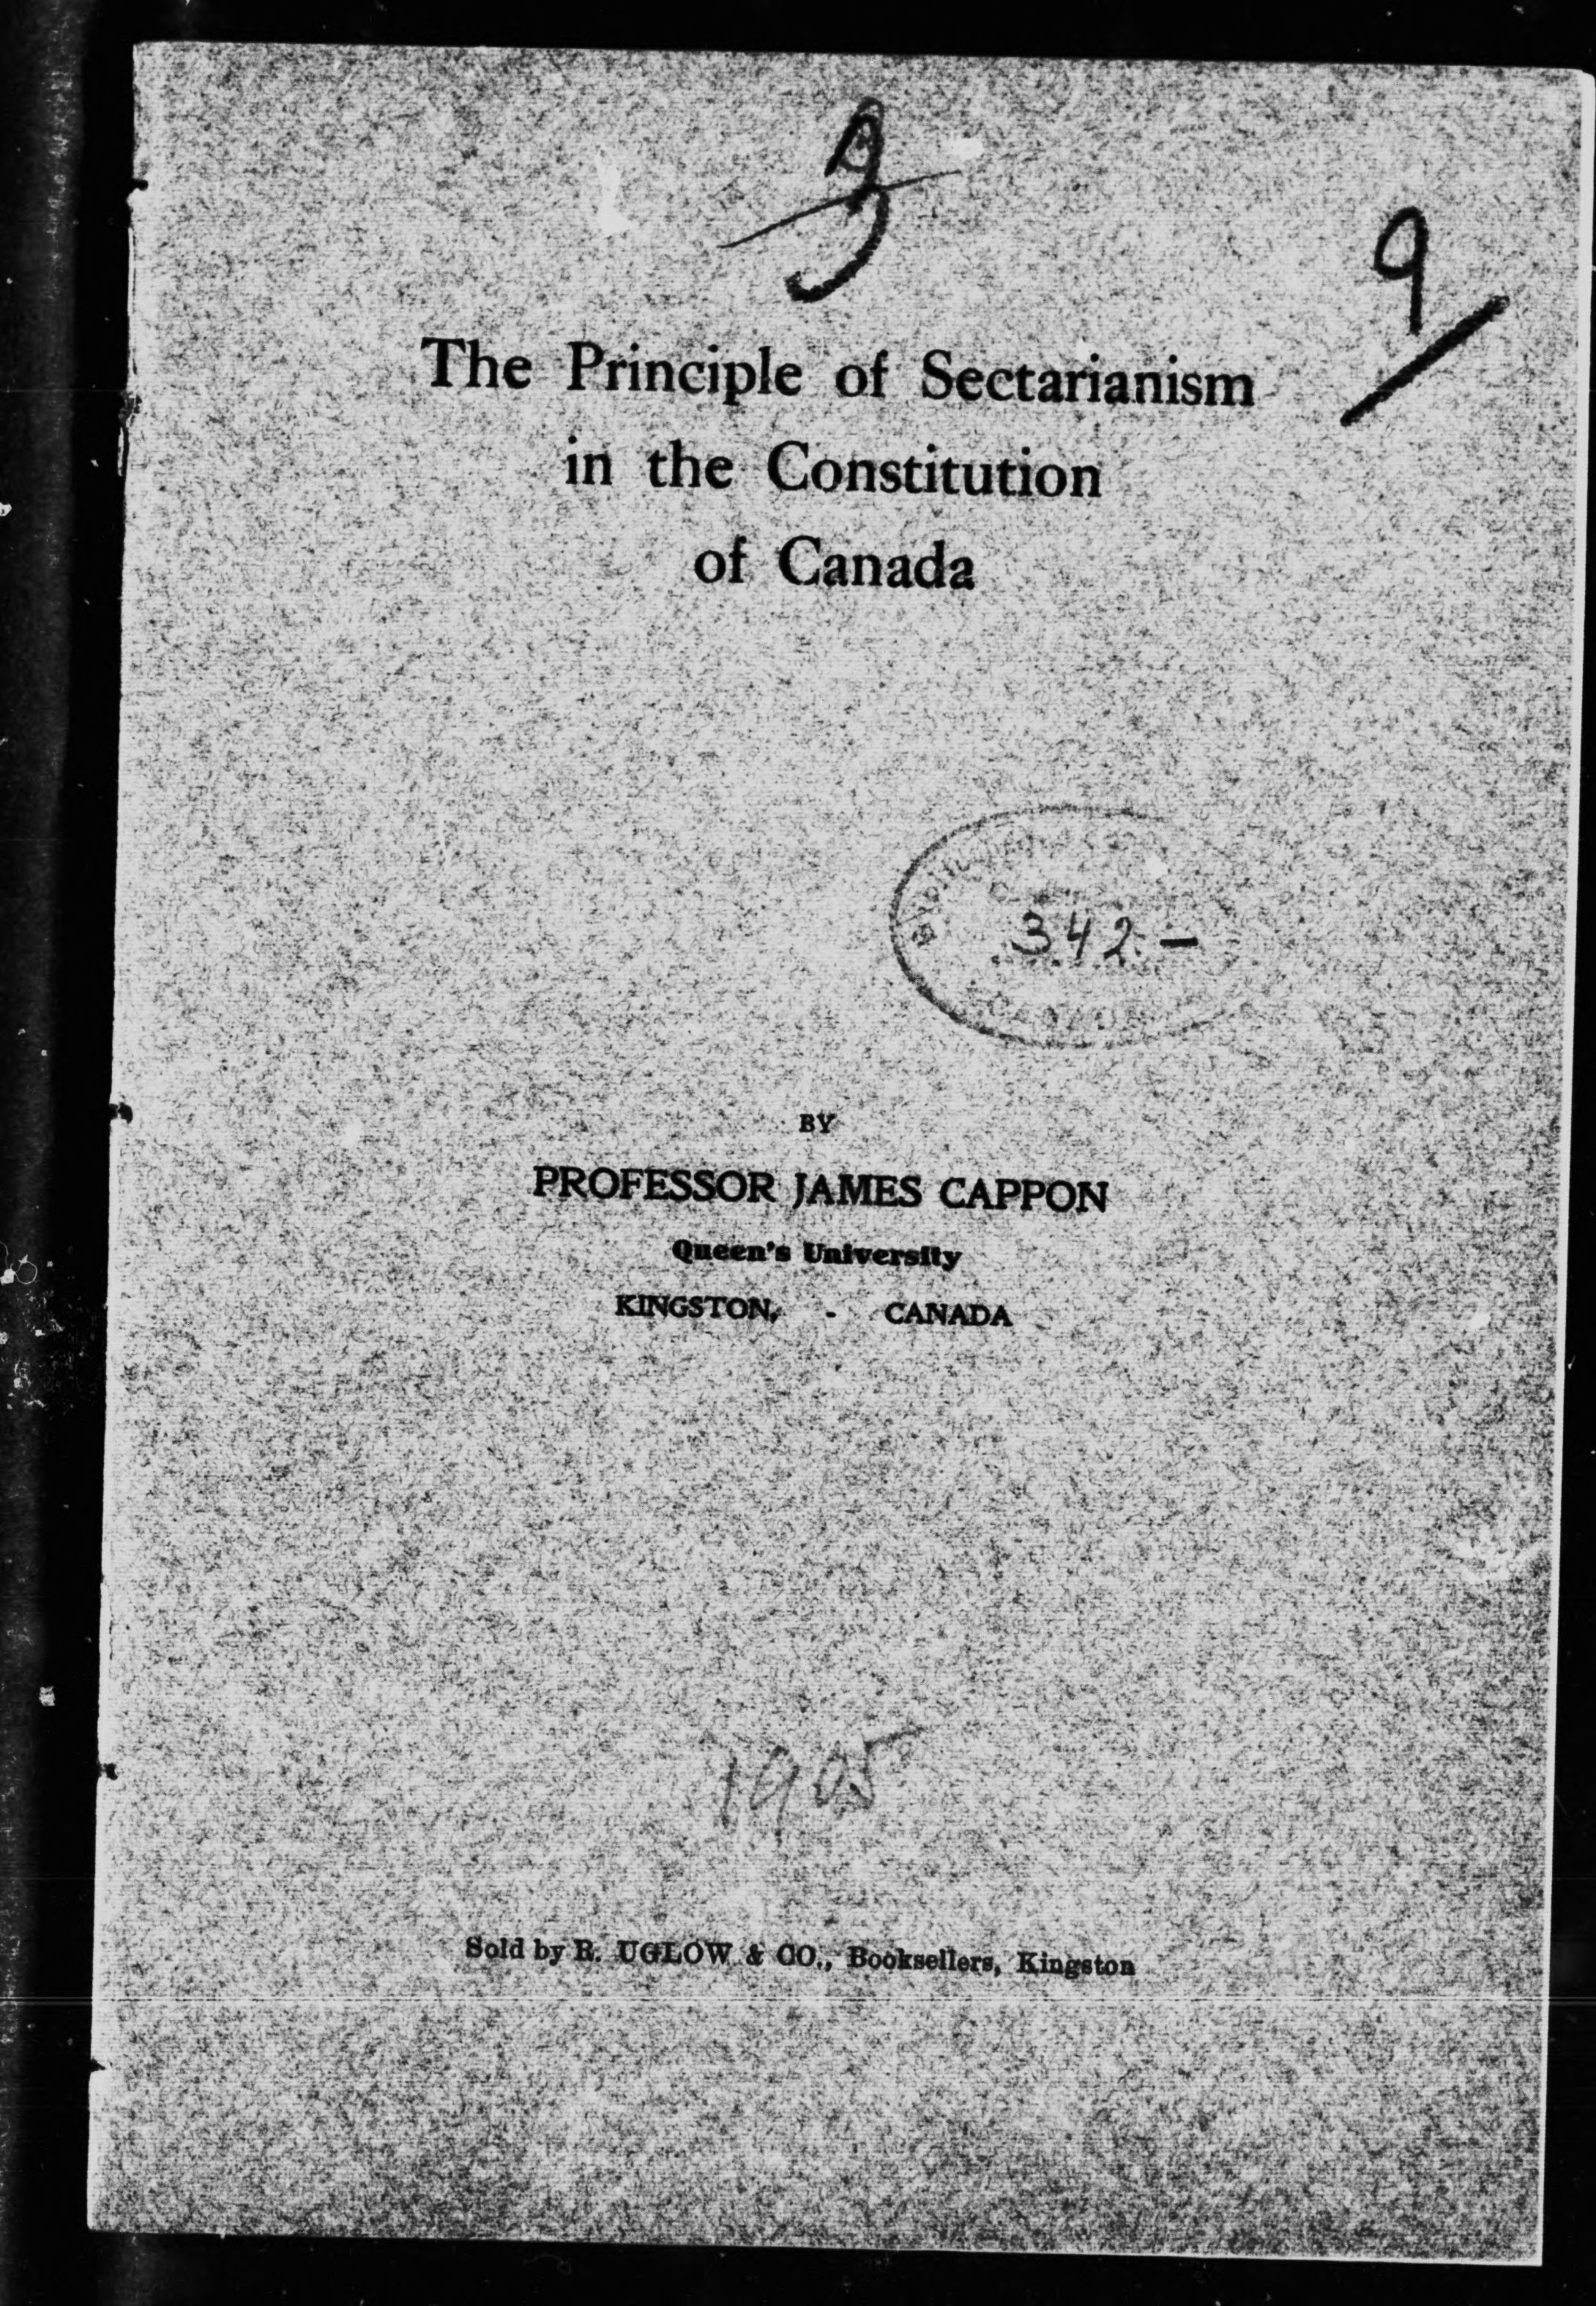 9
The Principle of Sectarianism
in the Constitution
of Canada
342.-
BY
PROFESSOR JAMES CAPPON
Queen's University
KINGSTON, - CANADA
1905
Sold by R. UGLOW & CO., Booksellers, Kingston